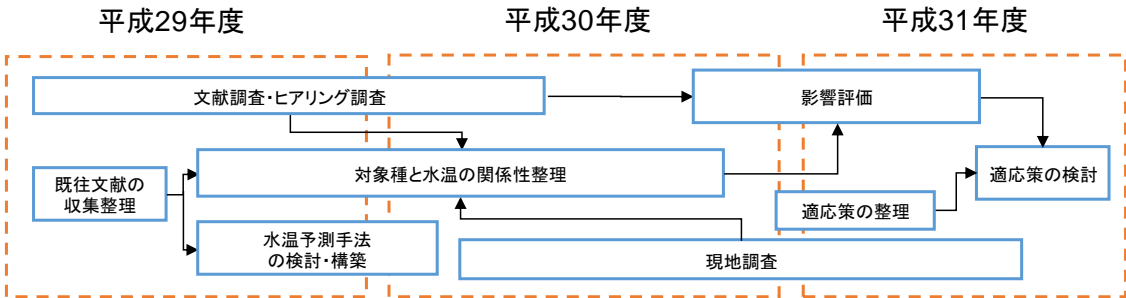 平成29年度
平成30年度
平成31年度
文献調査・ヒアリング調査
影響評価
既往文献の
収集整理
対象種と水温の関係性整理
適応策の検討
適応策の整理
水温予測手法
の検討・構築
現地調査